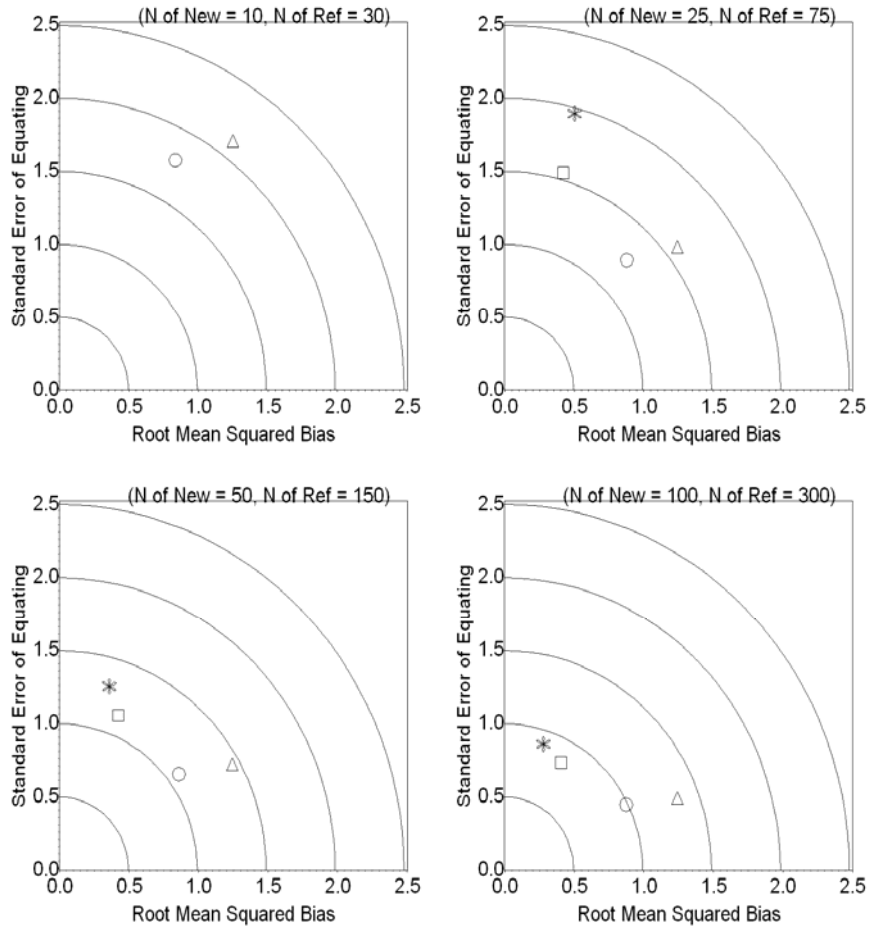 (N of New = 10, N of Ref = 30)
2.5
2.0
1.5
1.0
0.5
0.0
Standard Error of Equating
0.0 0.5 1.0 1.5 2.0 2.5
Root Mean Squared Bias
(N of New = 25, N of Ref = 75)
2.5
2.0
1.5
1.0
0.5
0.0
Standard Error of Equating
0.0 0.5 1.0 1.5 2.0 2.5
Root Mean Squared Bias
(N of New = 50, N of Ref = 150)
2.5
2.0
1.5
1.0
0.5
0.0
Standard Error of Equating
0.0 0.5 1.0 1.5 2.0 2.5
Root Mean Squared Bias
(N of New = 100, N of Ref = 300)
2.5
2.0
1.5
1.0
0.5
0.0
Standard Error of Equating
0.0 0.5 1.0 1.5 2.0 2.5
Root Mean Squared Bias